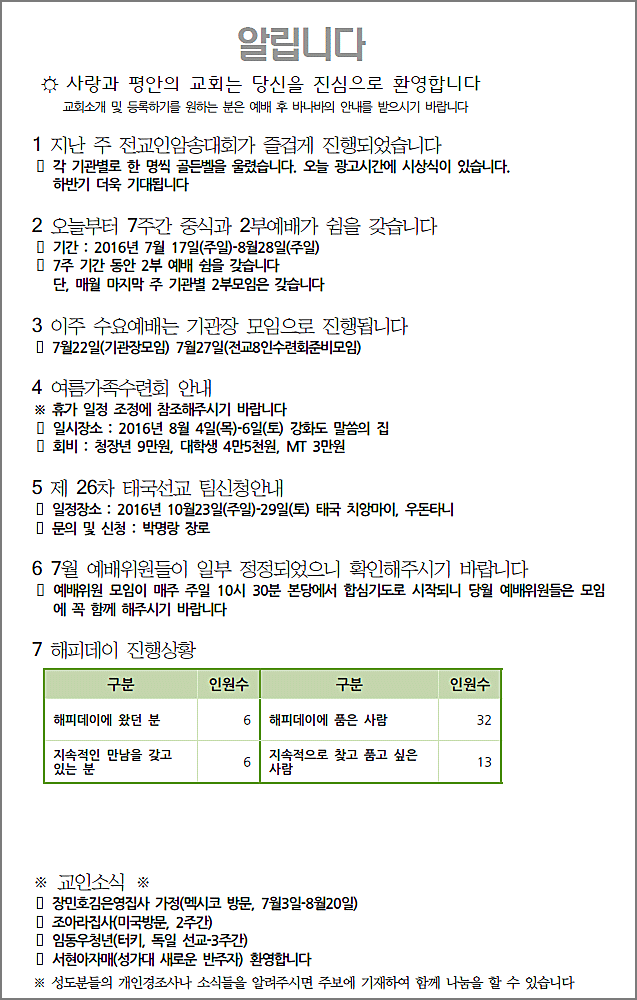 알립니다
☼ 사랑과 평안의 교회는 당신을 진심으로 환영합니다
교회소개 및 등록하기를 원하는 분은 예배 후 바나바의 안내를 받으시기 바랍니다
1 지난 주 전교인암송대회가 즐겁게 진행되었습니다
▯ 각 기관별로 한 명씩 골든벨을 울렸습니다. 오늘 광고시간에 시상식이 있습니다.
하반기 더욱 기대됩니다
2 오늘부터 7주간 중식과 2부예배가 쉼을 갖습니다
▯ 기간 : 2016년 7월 17일(주일)-8월28일(주일)
▯ 7주 기간 동안 2부 예배 쉼을 갖습니다
단, 매월 마지막 주 기관별 2부모임은 갖습니다
3 이주 수요예배는 기관장 모임으로 진행됩니다
▯ 7월22일(기관장모임) 7월27일(전교8인수련회준비모임)
4 여름가족수련회 안내
※ 휴가 일정 조정에 참조해주시기 바랍니다
▯ 일시장소 : 2016년 8월 4일(목)-6일(토) 강화도 말씀의 집
▯ 회비 : 청장년 9만원, 대학생 4만5천원, MT 3만원
5 제 26차 태국선교 팀신청안내
▯ 일정장소 : 2016년 10월23일(주일)-29일(토) 태국 치앙마이, 우돈타니
▯ 문의 및 신청 : 박명랑 장로
6 7월 예배위원들이 일부 정정되었으니 확인해주시기 바랍니다
▯ 예배위원 모임이 매주 주일 10시 30분 본당에서 합심기도로 시작되니 당월 예배위원들은 모임
에 꼭 함께 해주시기 바랍니다
7 해피데이 진행상황
구분 인원수 구분 인원수
해피데이에 왔던 분 6 해피데이에 품은 사람 32
지속적인 만남을 갖고 있는 분 6 지속적으로 찾고 품고 싶은 사람 13
※ 교인소식 ※
▯ 장민호김은영집사 가정(멕시코 방문, 7월3일-8월20일)
▯ 조아라집사(미국방문, 2주간)
▯ 임동우청년(터키, 독일 선교-3주간)
▯ 서현아자매(성가대 새로운 반주자) 환영합니다
※ 성도분들의 개인경조사나 소식들을 알려주시면 주보에 기재하여 함께 나눔을 할 수 있습니다